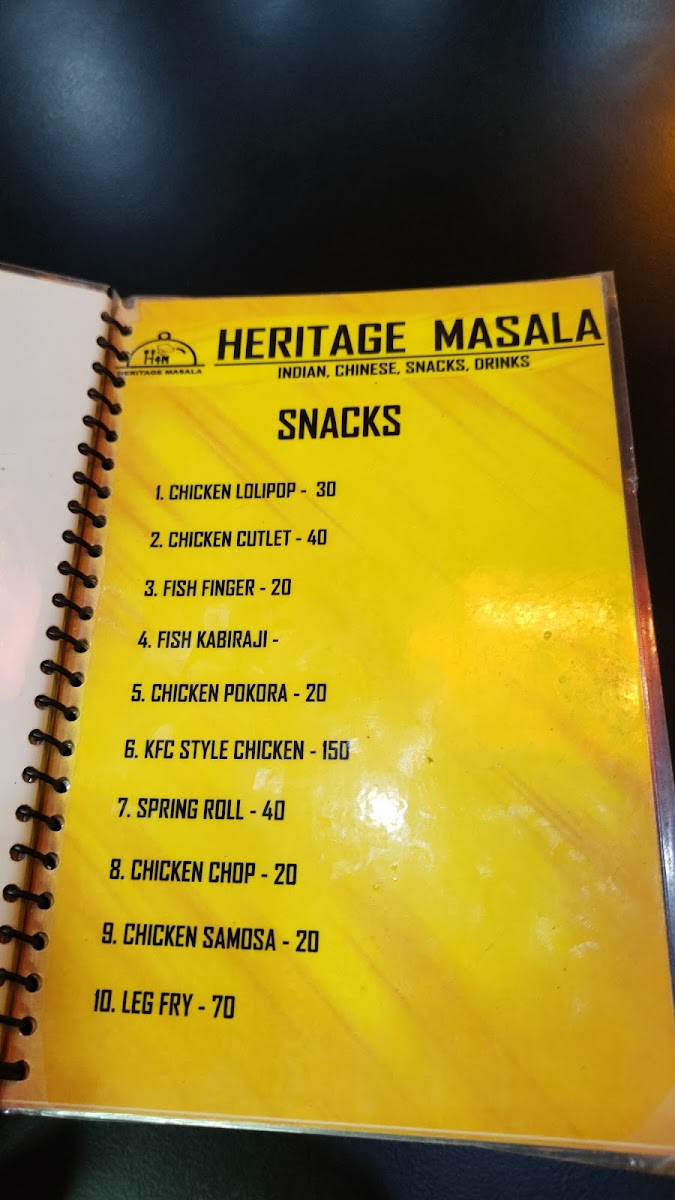 HERITAGE MASALA
HERITAGE MASALA
INDIAN, CHINESE, SNACKS, DRINKS
SNACKS
1. CHICKEN LOLIPOP - 30
2. CHICKEN CUTLET - 40
3. FISH FINGER - 20
4. FISH KABIRAJI -
5. CHICKEN POKORA - 20
6. KFC STYLE CHICKEN - 150
7. SPRING ROLL - 40
8. CHICKEN CHOP - 20
9. CHICKEN SAMOSA - 20
10. LEG FRY - 70